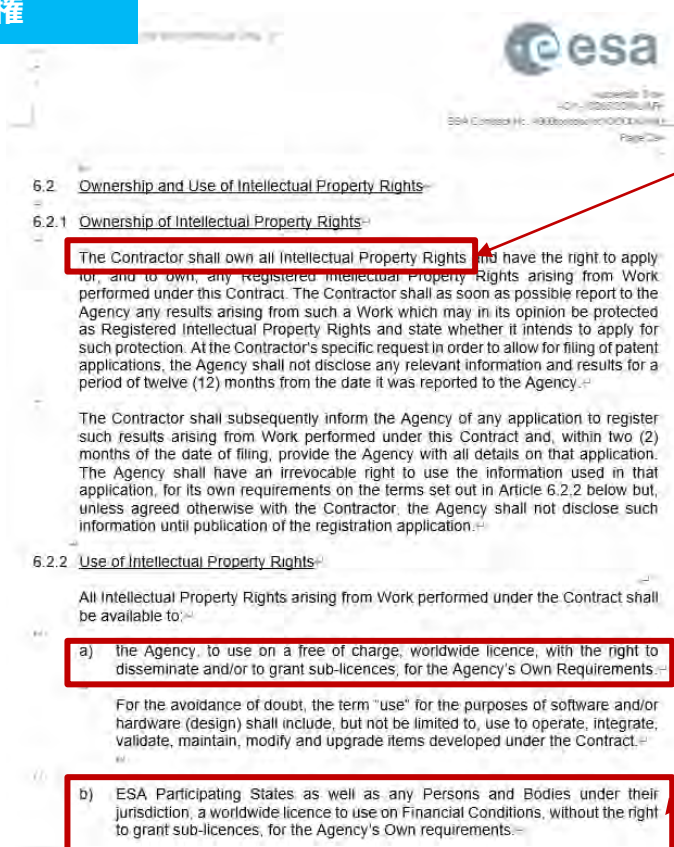 権
esa
6.2 Ownership and Use of Intellectual Property Rights
6.2.1 Ownership of Intellectual Property Rights
The Contractor shall own all Intellectual Property Rights and have the right to apply
for, and to own, any Registered Intellectual Property Rights arising from Work
performed under this Contract. The Contractor shall as soon as possible report to the
Agency any results arising from such a Work which may in its opinion be protected
as Registered Intellectual Property Rights and state whether it intends to apply for
such protection. At the Contractor's specific request in order to allow for filing of patent
applications, the Agency shall not disclose any relevant information and results for a
period of twelve (12) months from the date it was reported to the Agency.
The Contractor shall subsequently inform the Agency of any application to register
such results arising from Work performed under this Contract and, within two (2)
months of the date of filing, provide the Agency with all details on that application.
The Agency shall have an irrevocable right to use the information used in that
application, for its own requirements on the terms set out in Article 6.2.2 below but,
unless agreed otherwise with the Contractor, the Agency shall not disclose such
information until publication of the registration application.
6.2.2 Use of Intellectual Property Rights
All Intellectual Property Rights arising from Work performed under the Contract shall
be available to:
a) the Agency, to use on a free of charge, worldwide licence, with the right to
disseminate and/or to grant sub-licences, for the Agency's Own Requirements.
For the avoidance of doubt, the term "use" for the purposes of software and/or
hardware (design) shall include, but not be limited to, use to operate, integrate,
validate, maintain, modify and upgrade items developed under the Contract.
b) ESA Participating States as well as any Persons and Bodies under their
jurisdiction, a worldwide licence to use on Financial Conditions, without the right
to grant sub-licences, for the Agency's Own requirements.